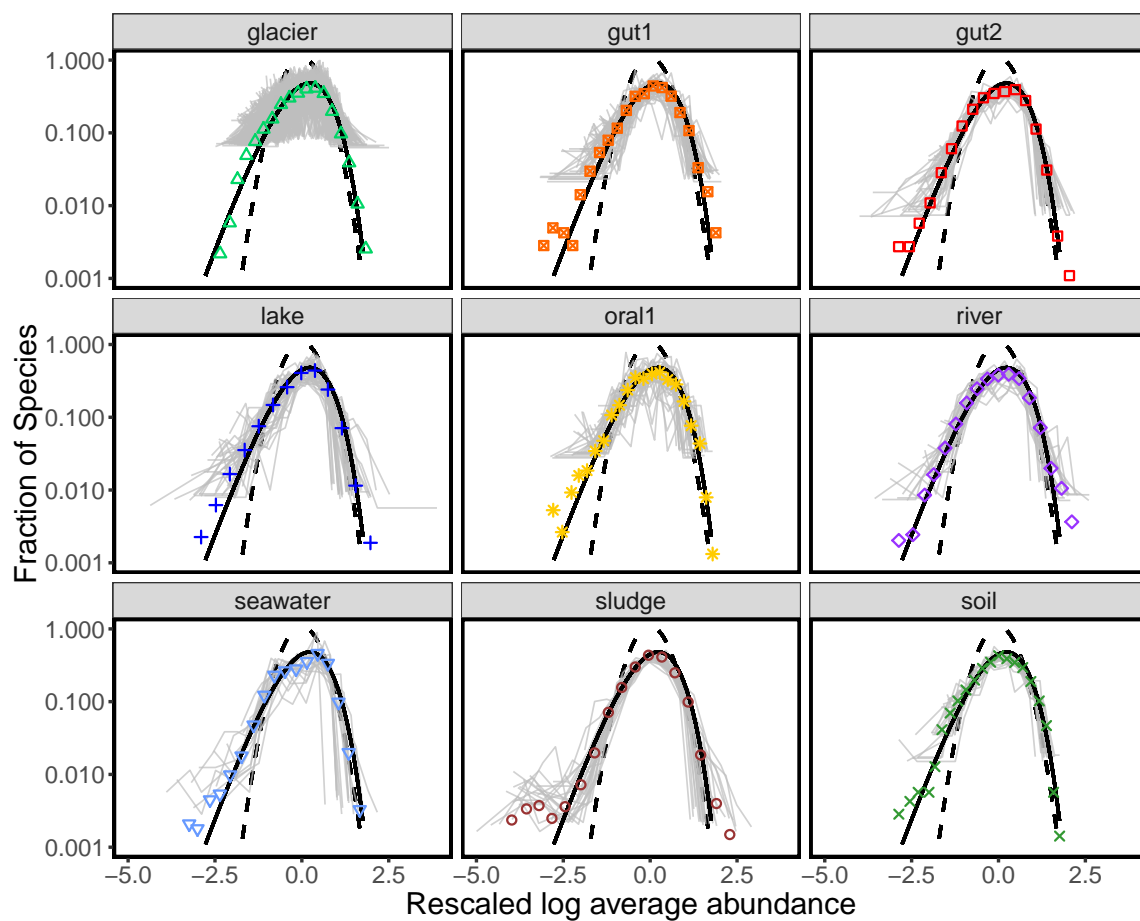 glacier gut1 gut2
1.000
0.100
0.010
0.001
lake oral1 river
1.000
0.100
0.010
0.001
Fraction of Species
seawater sludge soil
1.000
0.100
0.010
0.001
−5.0 −2.5 0.0 2.5 −5.0 −2.5 0.0 2.5 −5.0 −2.5 0.0 2.5
Rescaled log average abundance